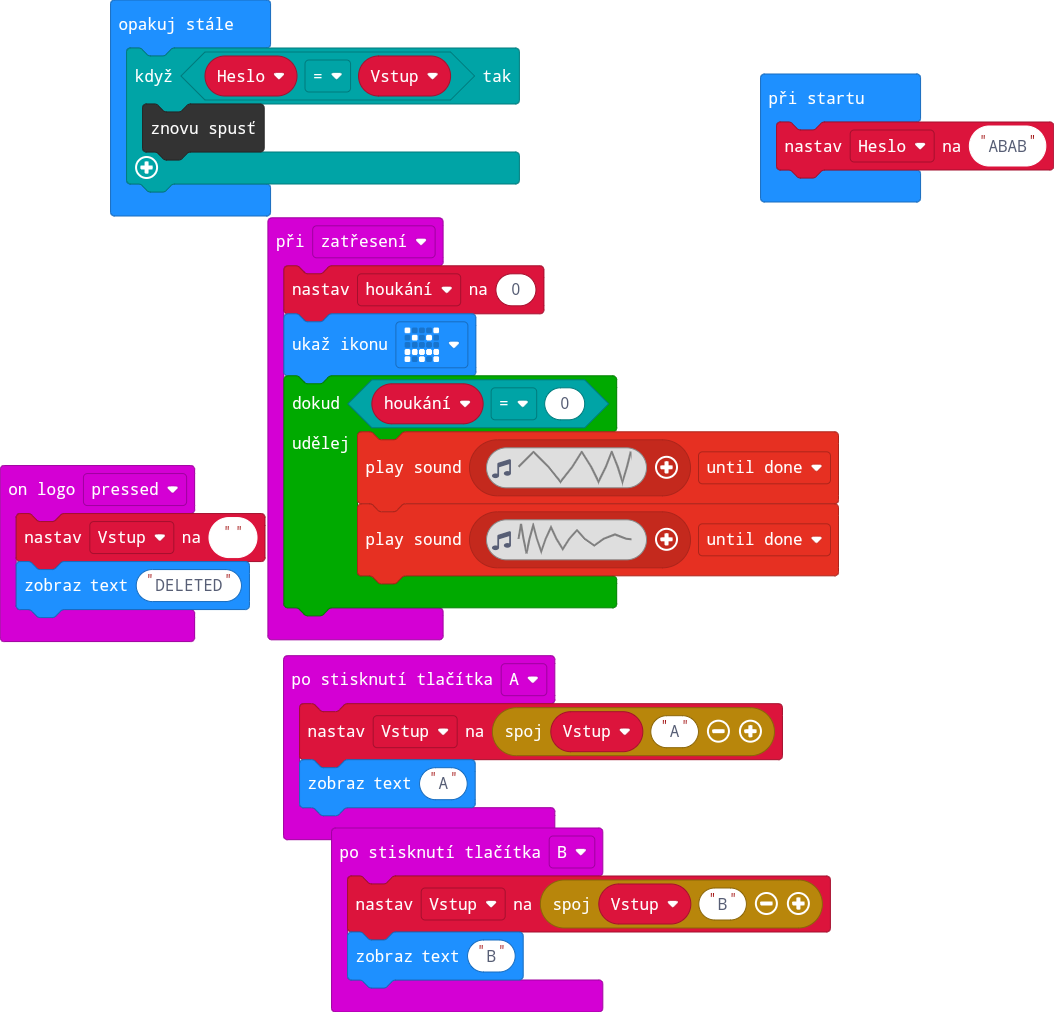 opakuj stále
když Heslo = Vstup tak
znovu spusť
při startu
nastav Heslo na "ABAB"
při zatřesení
nastav houkání na 0
ukaž ikonu
dokud houkání = 0
udělej
play sound until done
play sound until done
on logo pressed
nastav Vstup na " "
zobraz text "DELETED"
po stisknutí tlačítka A
nastav Vstup na spoj Vstup "A"
zobraz text "A"
po stisknutí tlačítka B
nastav Vstup na spoj Vstup "B"
zobraz text "B"